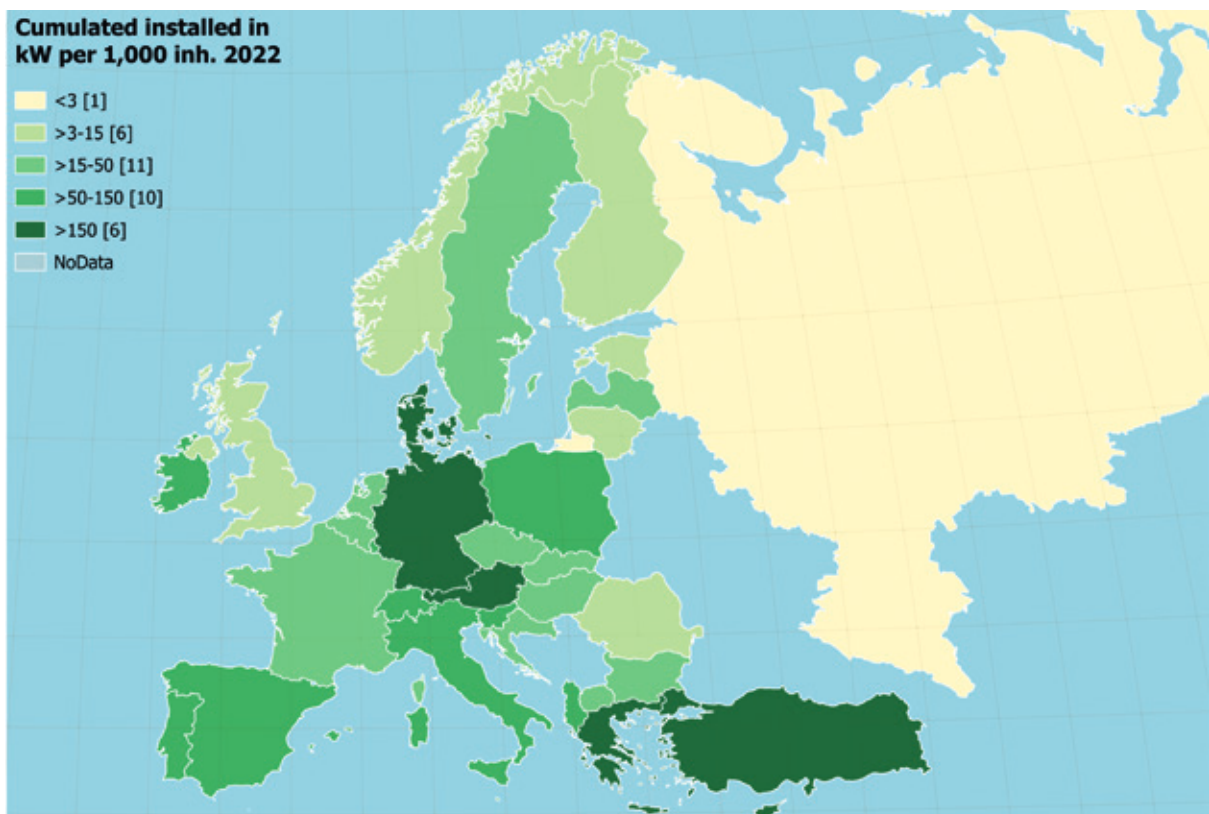 Cumulated installed in
kW per 1,000 inh. 2022
<3 [1]
>3-15 [6]
>15-50 [11]
>50-150 [10]
>150 [6]
NoData